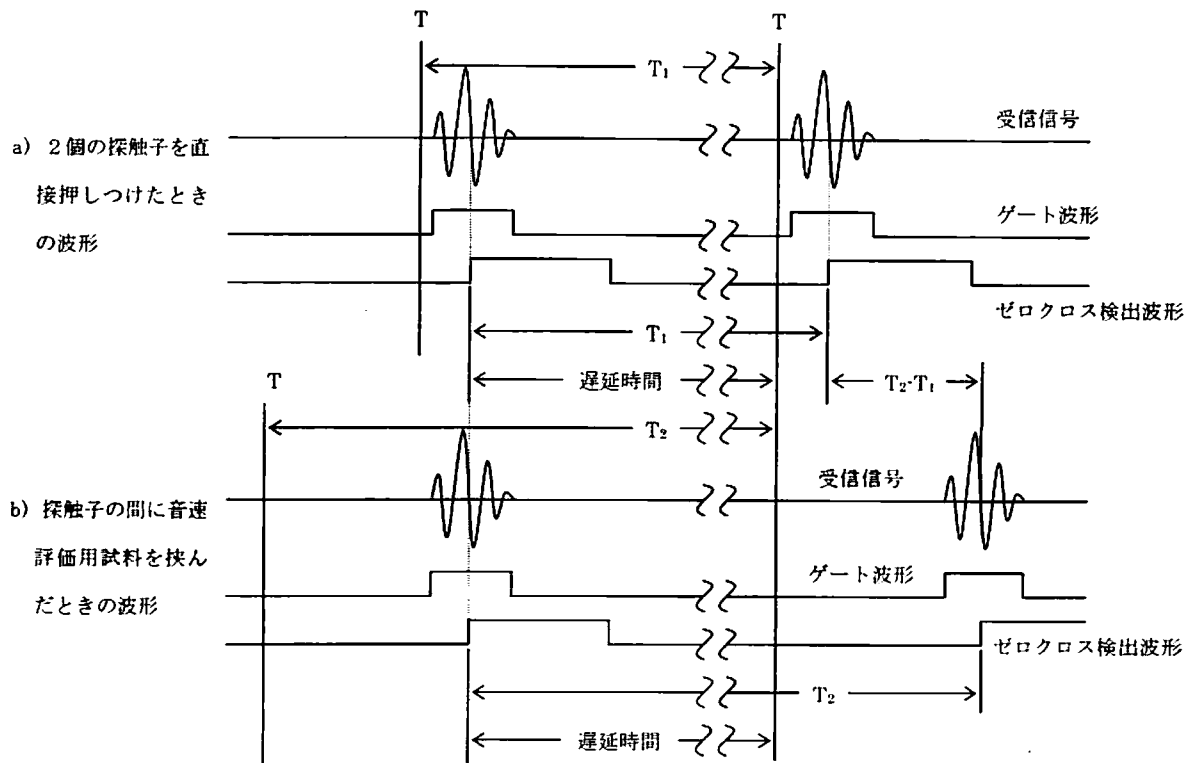 T
T
T₁
受信信号
a) 2個の探触子を直
接押しつけたとき
の波形
ゲート波形
ゼロクロス検出波形
T₁
T
遅延時間
T₂-T₁
T₂
受信信号
b) 探触子の間に音速
評価用試料を挟ん
だときの波形
ゲート波形
ゼロクロス検出波形
T₂
遅延時間